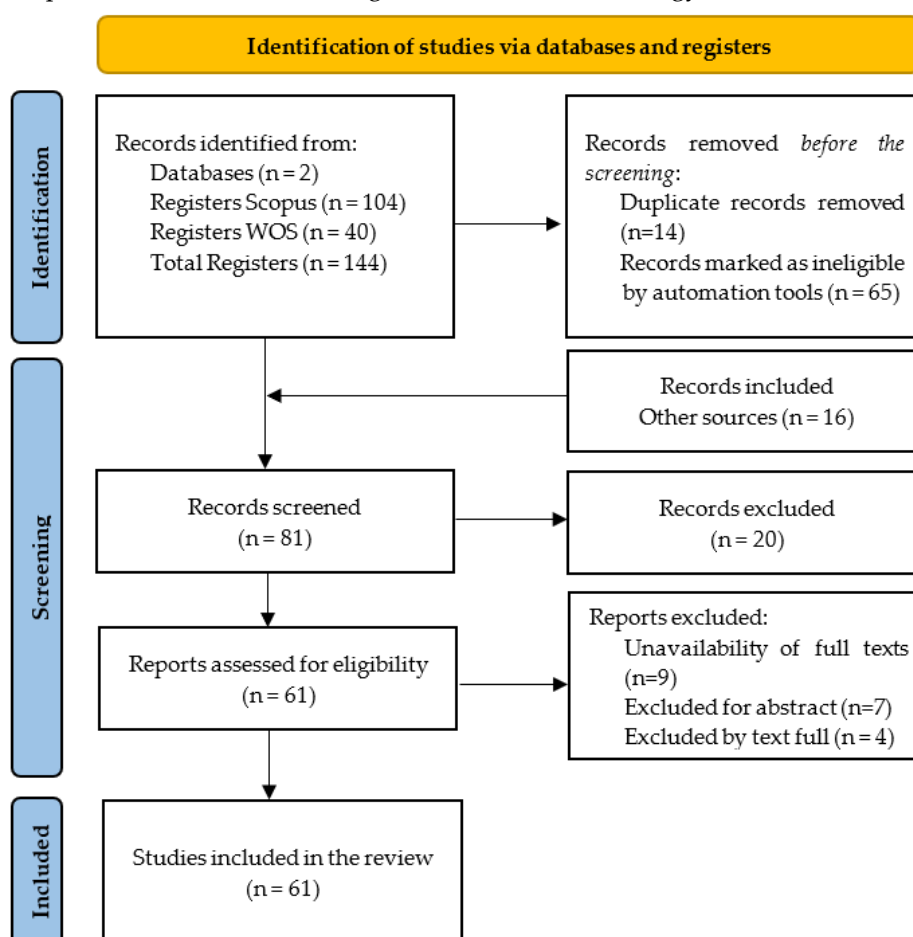 Identification of studies via databases and registers
Identification
Records identified from:
Databases (n = 2)
Registers Scopus (n = 104)
Registers WOS (n = 40)
Total Registers (n = 144)
Records removed before the
screening:
Duplicate records removed
(n=14)
Records marked as ineligible
by automation tools (n = 65)
Screening
Records included
Other sources (n = 16)
Records screened
(n = 81)
Records excluded
(n = 20)
Reports assessed for eligibility
(n = 61)
Reports excluded:
Unavailability of full texts
(n=9)
Excluded for abstract (n=7)
Excluded by text full (n = 4)
Included
Studies included in the review
(n = 61)